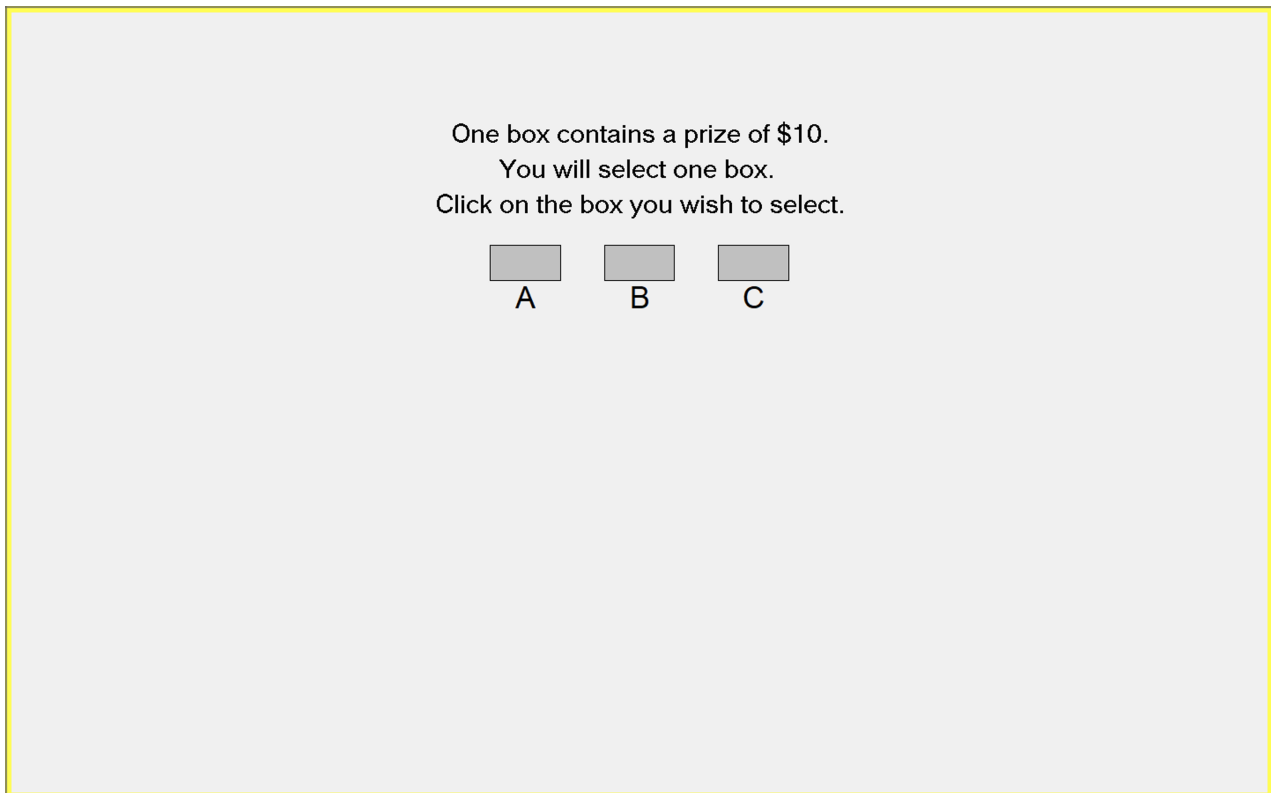 One box contains a prize of $10.
You will select one box.
Click on the box you wish to select.
A B C